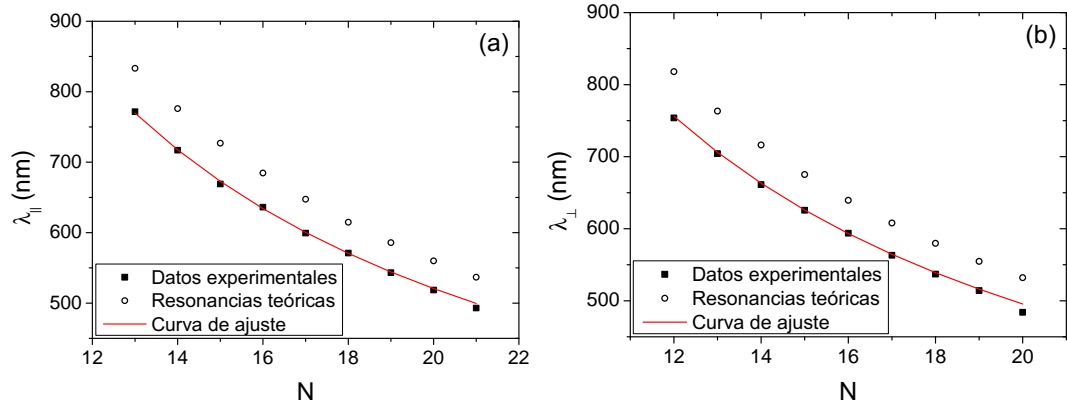 (a)
900
800
700
600
500
λ∥ (nm)
Datos experimentales
Resonancias teóricas
Curva de ajuste
12 14 16 18 20 22
N
(b)
900
800
700
600
500
λ⊥ (nm)
Datos experimentales
Resonancias teóricas
Curva de ajuste
12 14 16 18 20
N